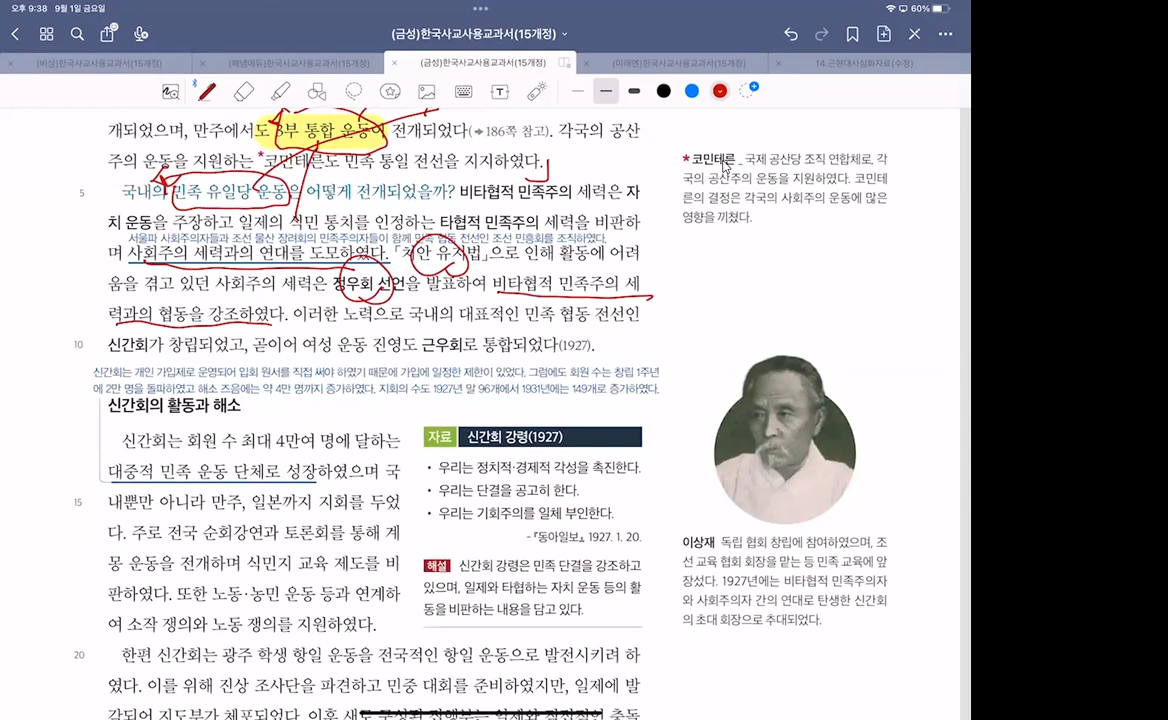 오후 9:38 9월 1일 금요일
60%
(금성)한국사교사용교과서(15개정)
(비상)한국사교사용교과서(15개정)
(해냄에듀)한국사교사용교과서(15개정)
(금성)한국사교사용교과서(15개정)
(미래엔)한국사교사용교과서(15개정)
14.근현대사심화자료(수정)
개되었으며, 만주에서도 3부 통합 운동이 전개되었다(➜186쪽 참고). 각국의 공산
주의 운동을 지원하는 *코민테른도 민족 통일 전선을 지지하였다.
5 국내의 민족 유일당 운동은 어떻게 전개되었을까? 비타협적 민족주의 세력은 자
치 운동을 주장하고 일제의 식민 통치를 인정하는 타협적 민족주의 세력을 비판하
서울파 사회주의자들과 조선 물산 장려회의 민족주의자들이 함께 민족 협동 전선인 조선 민흥회를 조직하였다.
며 사회주의 세력과의 연대를 도모하였다. 「치안 유지법」으로 인해 활동에 어려
움을 겪고 있던 사회주의 세력은 정우회 선언을 발표하여 비타협적 민족주의 세
력과의 협동을 강조하였다. 이러한 노력으로 국내의 대표적인 민족 협동 전선인
10 신간회가 창립되었고, 곧이어 여성 운동 진영도 근우회로 통합되었다(1927).
신간회는 개인 가입제로 운영되어 입회 원서를 직접 써야 하였기 때문에 가입에 일정한 제한이 있었다. 그럼에도 회원 수는 창립 1주년
에 2만 명을 돌파하였고 해소 즈음에는 약 4만 명까지 증가하였다. 지회의 수도 1927년 말 96개에서 1931년에는 149개로 증가하였다.
신간회의 활동과 해소
신간회는 회원 수 최대 4만여 명에 달하는
대중적 민족 운동 단체로 성장하였으며 국
15 내뿐만 아니라 만주, 일본까지 지회를 두었
다. 주로 전국 순회강연과 토론회를 통해 계
몽 운동을 전개하며 식민지 교육 제도를 비
판하였다. 또한 노동·농민 운동 등과 연계하
여 소작 쟁의와 노동 쟁의를 지원하였다.
20 한편 신간회는 광주 학생 항일 운동을 전국적인 항일 운동으로 발전시키려 하
였다. 이를 위해 진상 조사단을 파견하고 민중 대회를 준비하였지만, 일제에 발
각되어 지도부가 체포되었다. 이후 새로 구성된 집행부는 일제와 충돌
자료 신간회 강령(1927)
• 우리는 정치적·경제적 각성을 촉진한다.
• 우리는 단결을 공고히 한다.
• 우리는 기회주의를 일체 부인한다.
- 『동아일보』, 1927. 1. 20.
해설 신간회 강령은 민족 단결을 강조하고
있으며, 일제와 타협하는 자치 운동 등의 활
동을 비판하는 내용을 담고 있다.
*코민테른_ 국제 공산당 조직 연합체로, 각
국의 공산주의 운동을 지원하였다. 코민테
른의 결정은 각국의 사회주의 운동에 많은
영향을 끼쳤다.
이상재 독립 협회 창립에 참여하였으며, 조
선 교육 협회 회장을 맡는 등 민족 교육에 앞
장섰다. 1927년에는 비타협적 민족주의자
와 사회주의자 간의 연대로 탄생한 신간회
의 초대 회장으로 추대되었다.